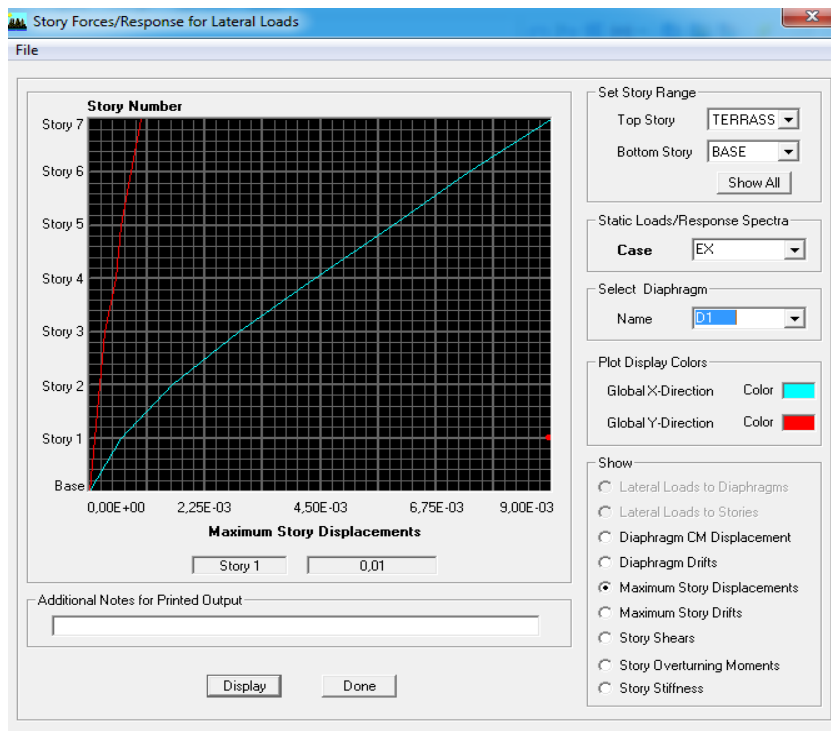 Story Forces/Response for Lateral Loads
File
Story Number
Story 7
Story 6
Story 5
Story 4
Story 3
Story 2
Story 1
Base
0,00E+00 2,25E-03 4,50E-03 6,75E-03 9,00E-03
Maximum Story Displacements
Story 1 0,01
Additional Notes for Printed Output
Display Done
Set Story Range
Top Story TERRASS
Bottom Story BASE
Show All
Static Loads/Response Spectra
Case EX
Select Diaphragm
Name D1
Plot Display Colors
Global X-Direction Color
Global Y-Direction Color
Show
Lateral Loads to Diaphragms
Lateral Loads to Stories
Diaphragm CM Displacement
Diaphragm Drifts
Maximum Story Displacements
Maximum Story Drifts
Story Shears
Story Overturning Moments
Story Stiffness